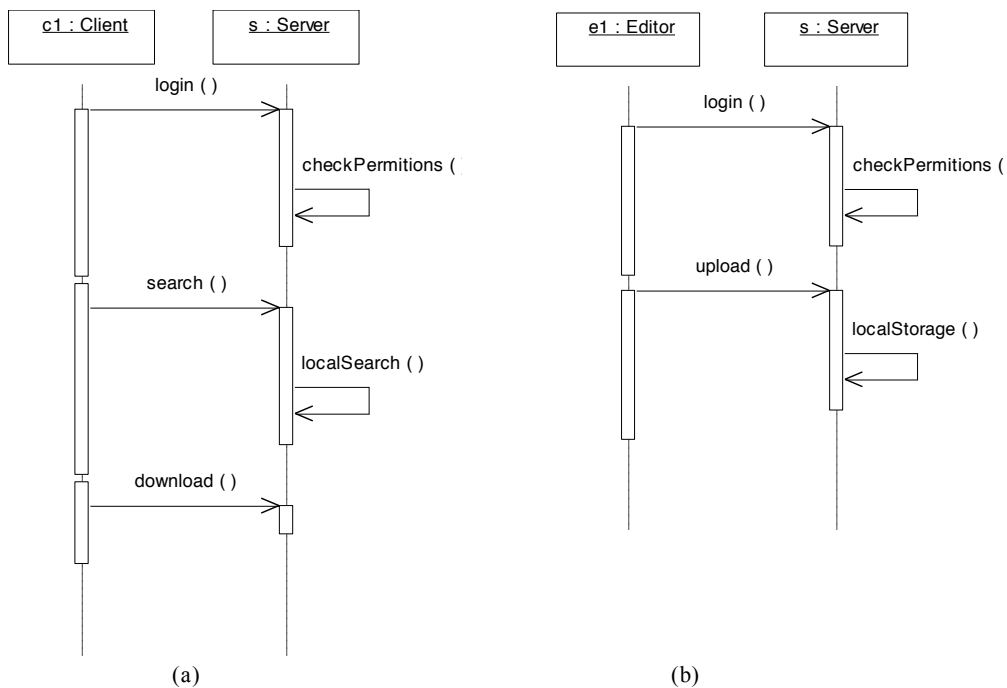 c1 : Client
s : Server
login ( )
checkPermitions (
search ( )
localSearch ( )
download ( )
(a)
e1 : Editor
s : Server
login ( )
checkPermitions (
upload ( )
localStorage ( )
(b)